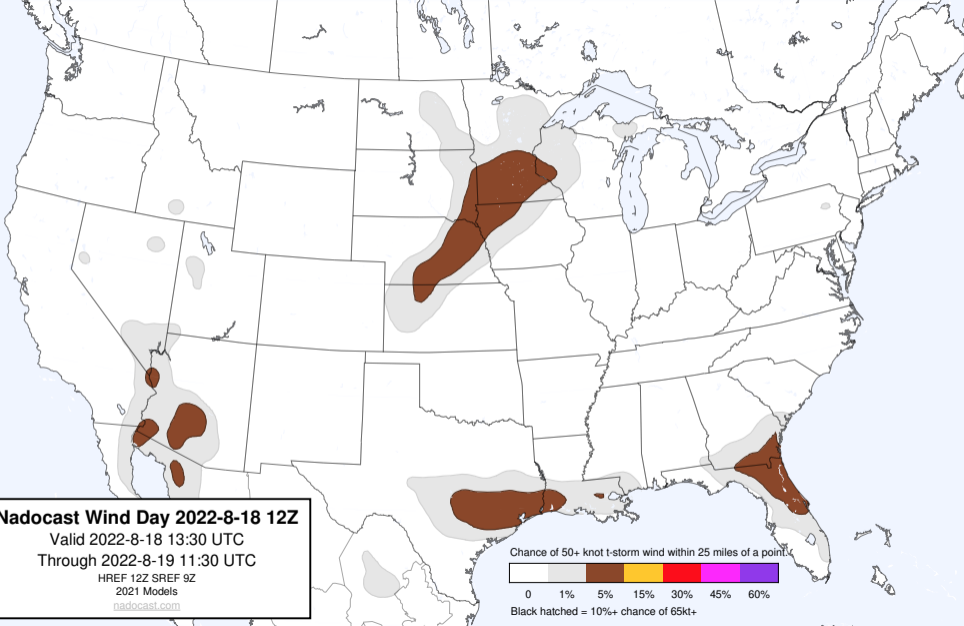 Nadocast Wind Day 2022-8-18 12Z
Valid 2022-8-18 13:30 UTC
Through 2022-8-19 11:30 UTC
HREF 12Z SREF 9Z
2021 Models
nadocast.com
Chance of 50+ knot t-storm wind within 25 miles of a point.
0 1% 5% 15% 30% 45% 60%
Black hatched = 10%+ chance of 65kt+